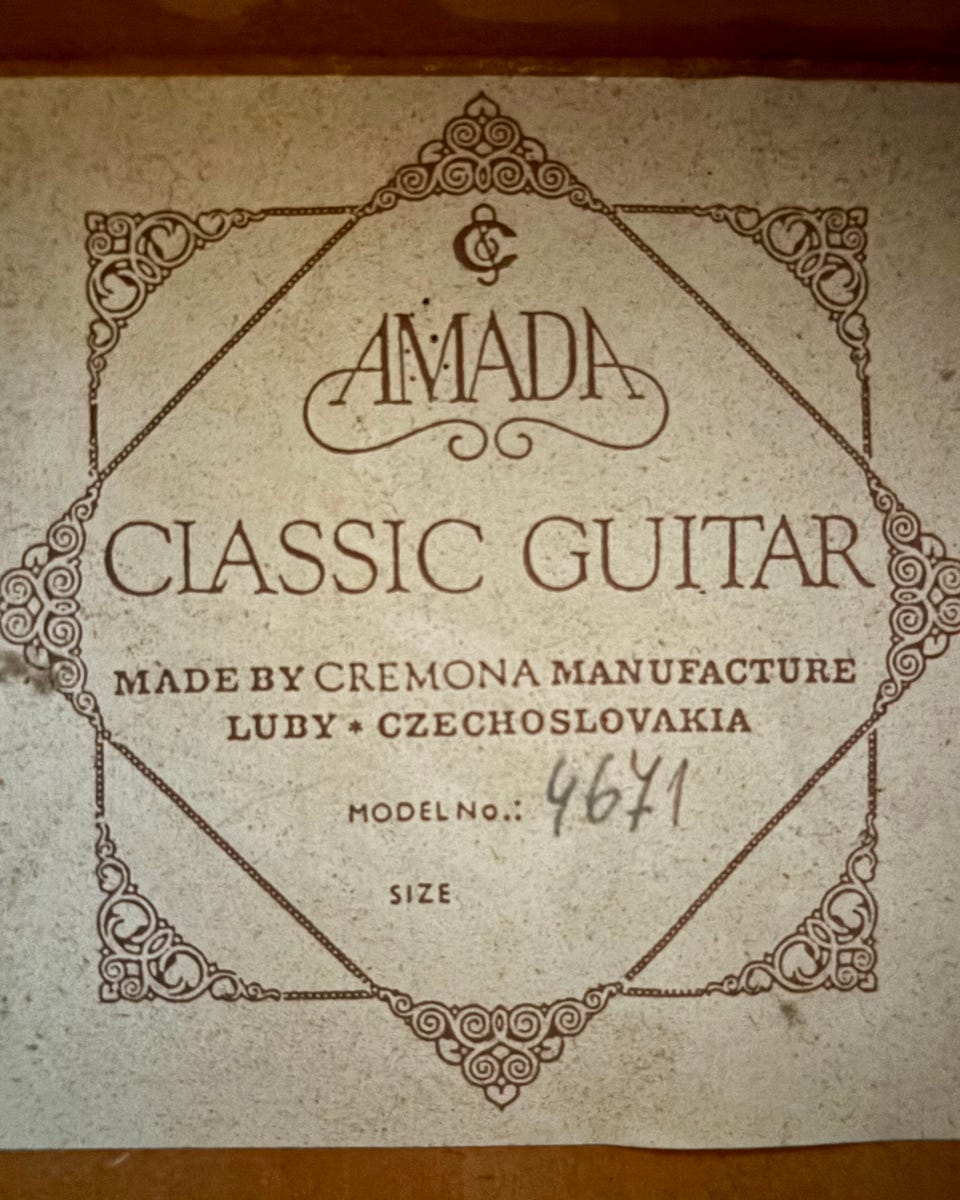 AMADA
CLASSIC GUITAR
MADE BY CREMONA MANUFACTURE
LUBY * CZECHOSLOVAKIA
MODEL No.: 4671
SIZE